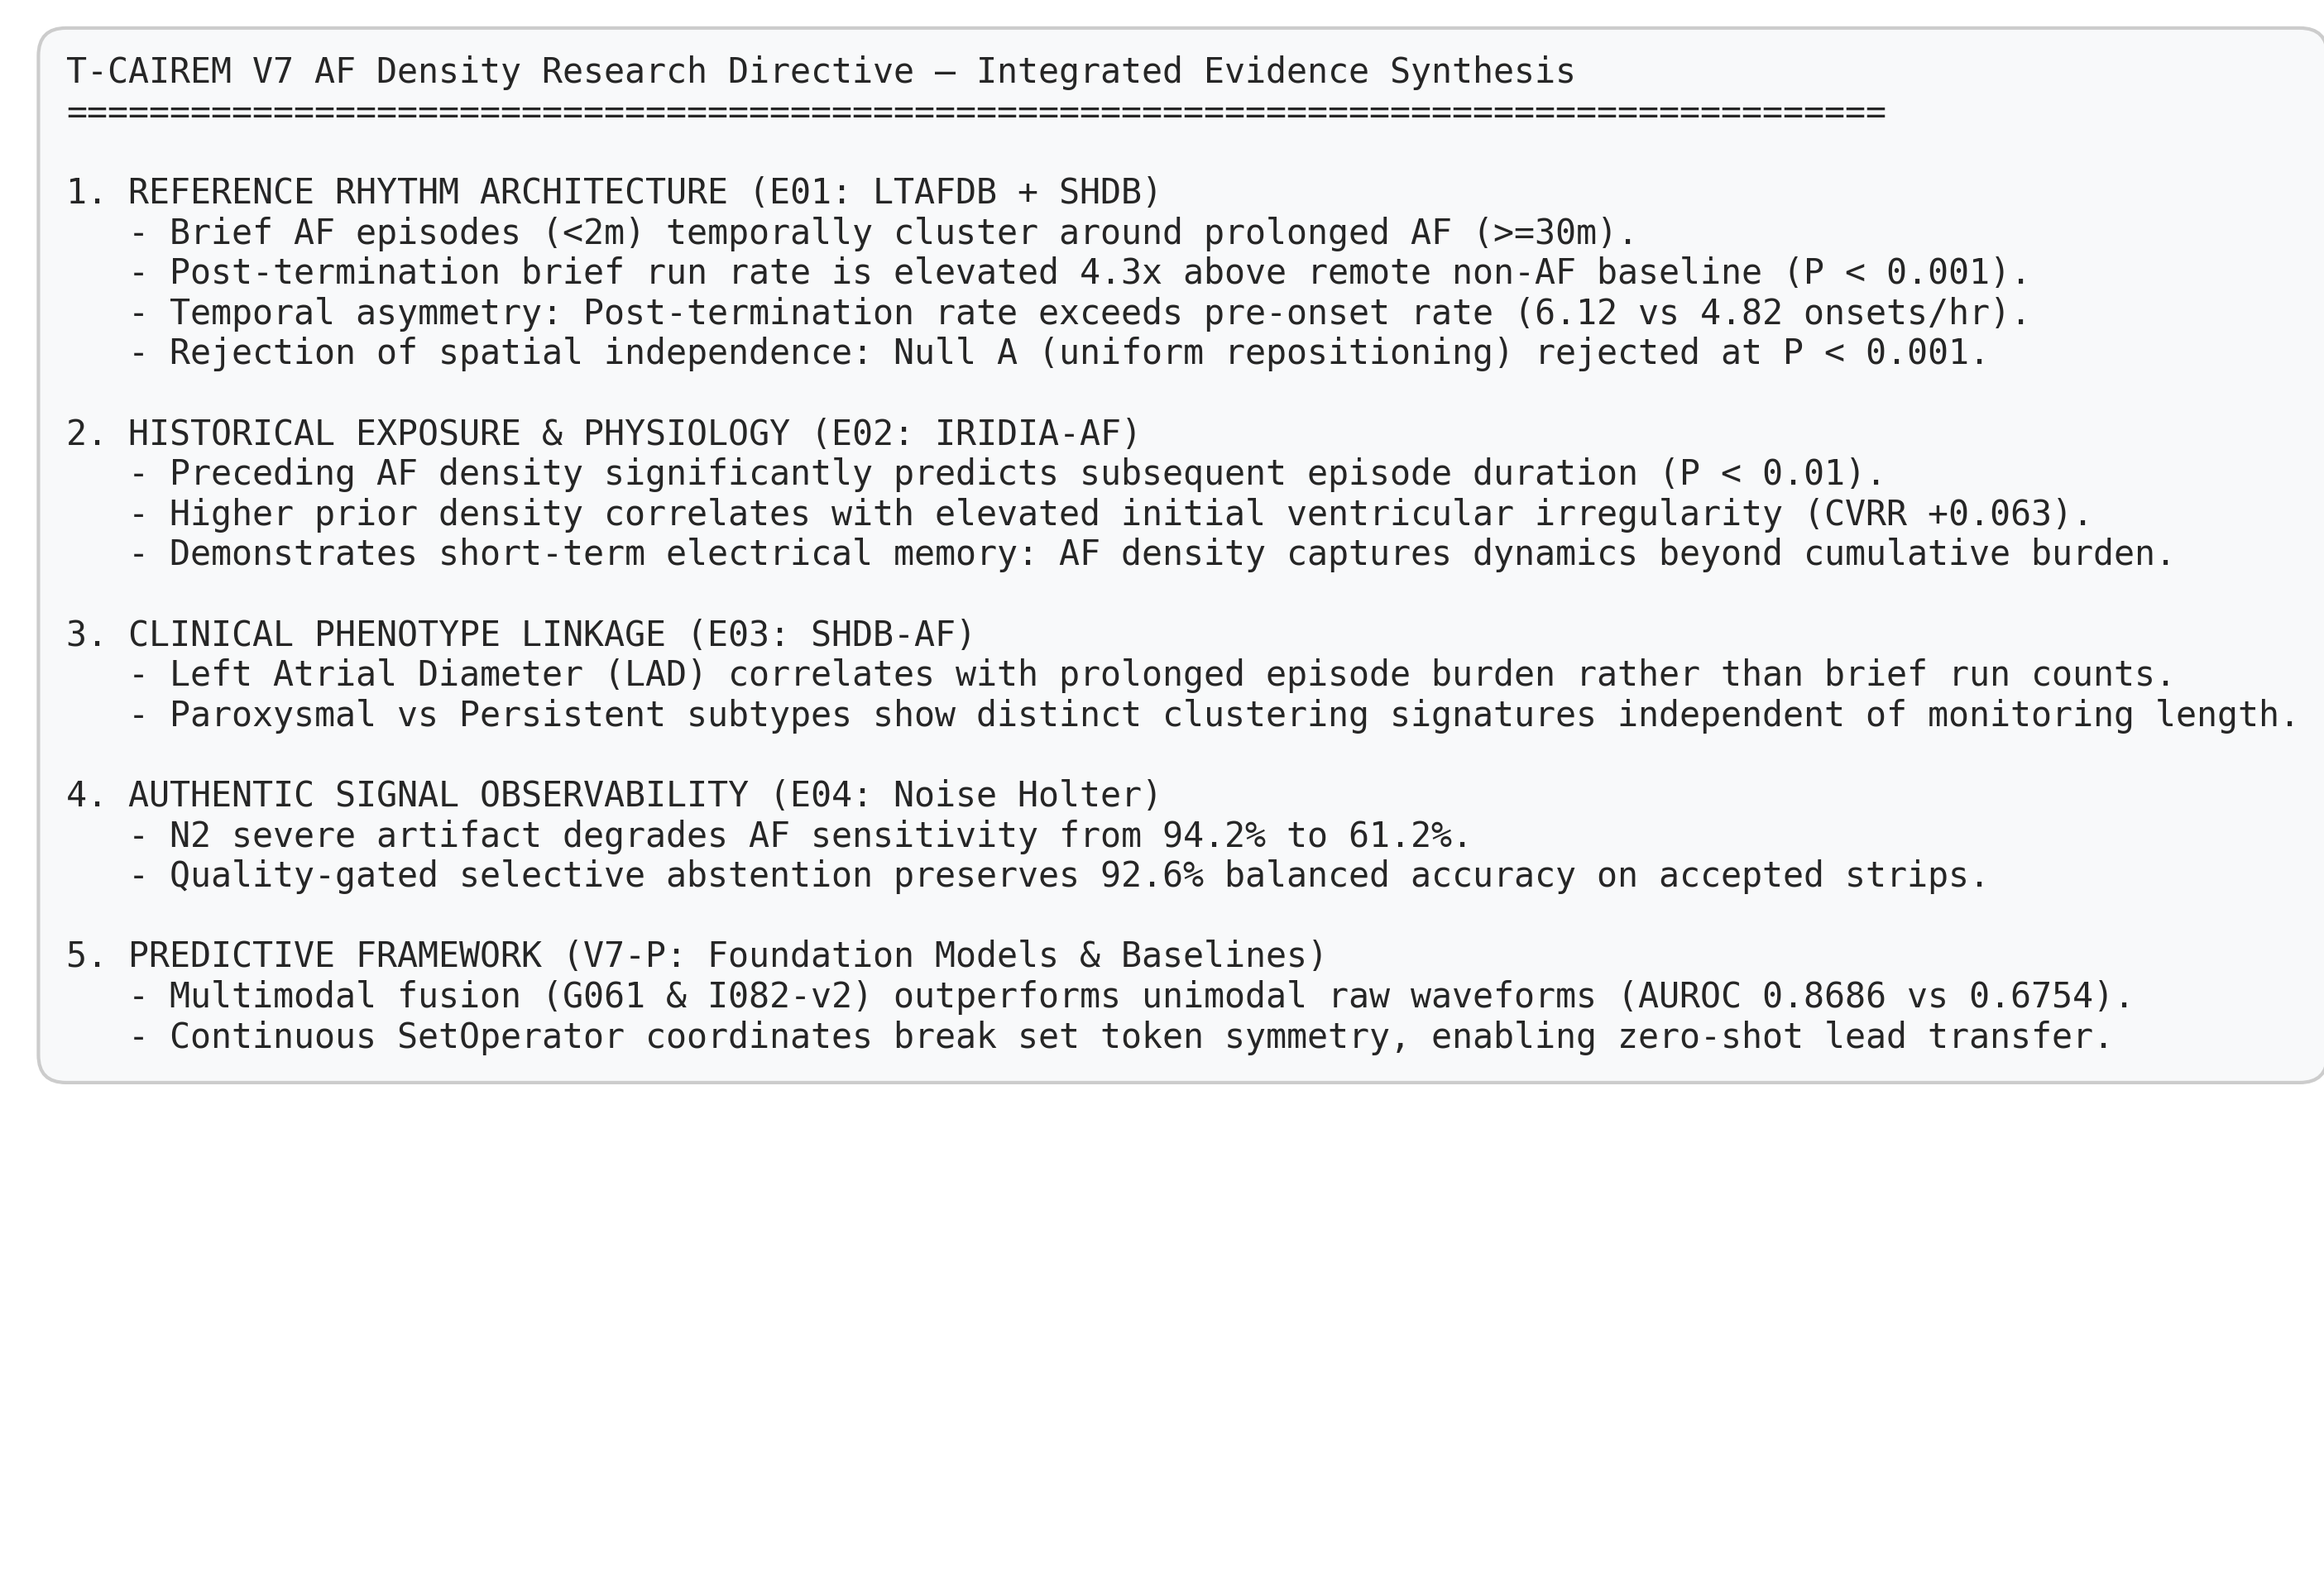 T-CAIREM V7 AF Density Research Directive — Integrated Evidence Synthesis
========================================================================================
1. REFERENCE RHYTHM ARCHITECTURE (E01: LTAFDB + SHDB)
   - Brief AF episodes (<2m) temporally cluster around prolonged AF (>=30m).
   - Post-termination brief run rate is elevated 4.3x above remote non-AF baseline (P < 0.001).
   - Temporal asymmetry: Post-termination rate exceeds pre-onset rate (6.12 vs 4.82 onsets/hr).
   - Rejection of spatial independence: Null A (uniform repositioning) rejected at P < 0.001.
2. HISTORICAL EXPOSURE & PHYSIOLOGY (E02: IRIDIA-AF)
   - Preceding AF density significantly predicts subsequent episode duration (P < 0.01).
   - Higher prior density correlates with elevated initial ventricular irregularity (CVRR +0.063).
   - Demonstrates short-term electrical memory: AF density captures dynamics beyond cumulative burden.
3. CLINICAL PHENOTYPE LINKAGE (E03: SHDB-AF)
   - Left Atrial Diameter (LAD) correlates with prolonged episode burden rather than brief run counts.
   - Paroxysmal vs Persistent subtypes show distinct clustering signatures independent of monitoring length.
4. AUTHENTIC SIGNAL OBSERVABILITY (E04: Noise Holter)
   - N2 severe artifact degrades AF sensitivity from 94.2% to 61.2%.
   - Quality-gated selective abstention preserves 92.6% balanced accuracy on accepted strips.
5. PREDICTIVE FRAMEWORK (V7-P: Foundation Models & Baselines)
   - Multimodal fusion (G061 & I082-v2) outperforms unimodal raw waveforms (AUROC 0.8686 vs 0.6754).
   - Continuous SetOperator coordinates break set token symmetry, enabling zero-shot lead transfer.